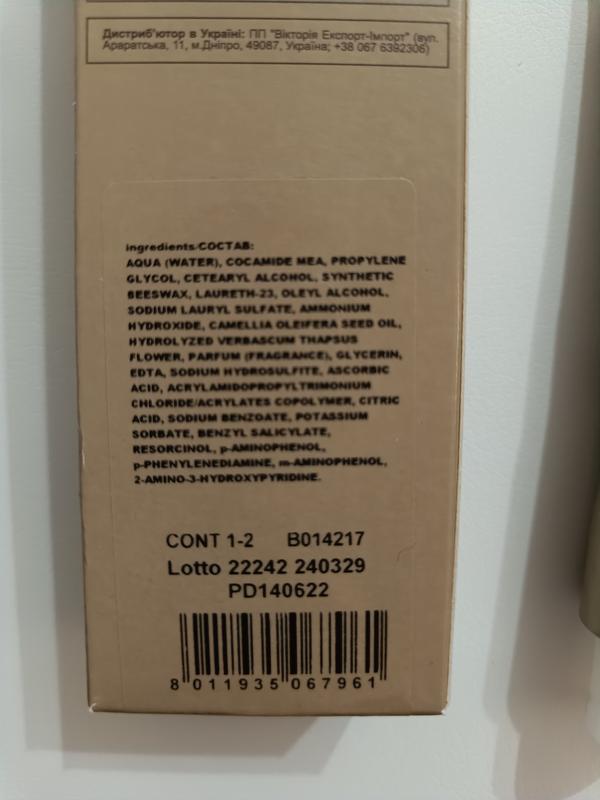 Дистриб'ютор в Україні: ПП "Вікторія Експорт-Імпорт" (вул.
Араратська, 11, м.Дніпро, 49087, Україна; +38 067 6392306)
ingredients/СОСТАВ:
AQUA (WATER), COCAMIDE MEA, PROPYLENE
GLYCOL, CETEARYL ALCOHOL, SYNTHETIC
BEESWAX, LAURETH-23, OLEYL ALCOHOL,
SODIUM LAURYL SULFATE, AMMONIUM
HYDROXIDE, CAMELLIA OLEIFERA SEED OIL,
HYDROLYZED VERBASCUM THAPSUS
FLOWER, PARFUM (FRAGRANCE), GLYCERIN,
EDTA, SODIUM HYDROSULFITE, ASCORBIC
ACID, ACRYLAMIDOPROPYLTRIMONIUM
CHLORIDE/ACRYLATES COPOLYMER, CITRIC
ACID, SODIUM BENZOATE, POTASSIUM
SORBATE, BENZYL SALICYLATE,
RESORCINOL, p-AMINOPHENOL,
p-PHENYLENEDIAMINE, m-AMINOPHENOL,
2-AMINO-3-HYDROXYPYRIDINE.
CONT 1-2 B014217
Lotto 22242 240329
PD140622
8 011935 067961